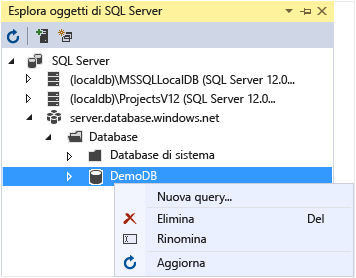 Esplora oggetti di SQL Server
SQL Server
(localdb)\MSSQLLocalDB (SQL Server 12.0...
(localdb)\ProjectsV12 (SQL Server 12.0...
server.database.windows.net
Database
Database di sistema
DemoDB
Nuova query...
Elimina Del
Rinomina
Aggiorna